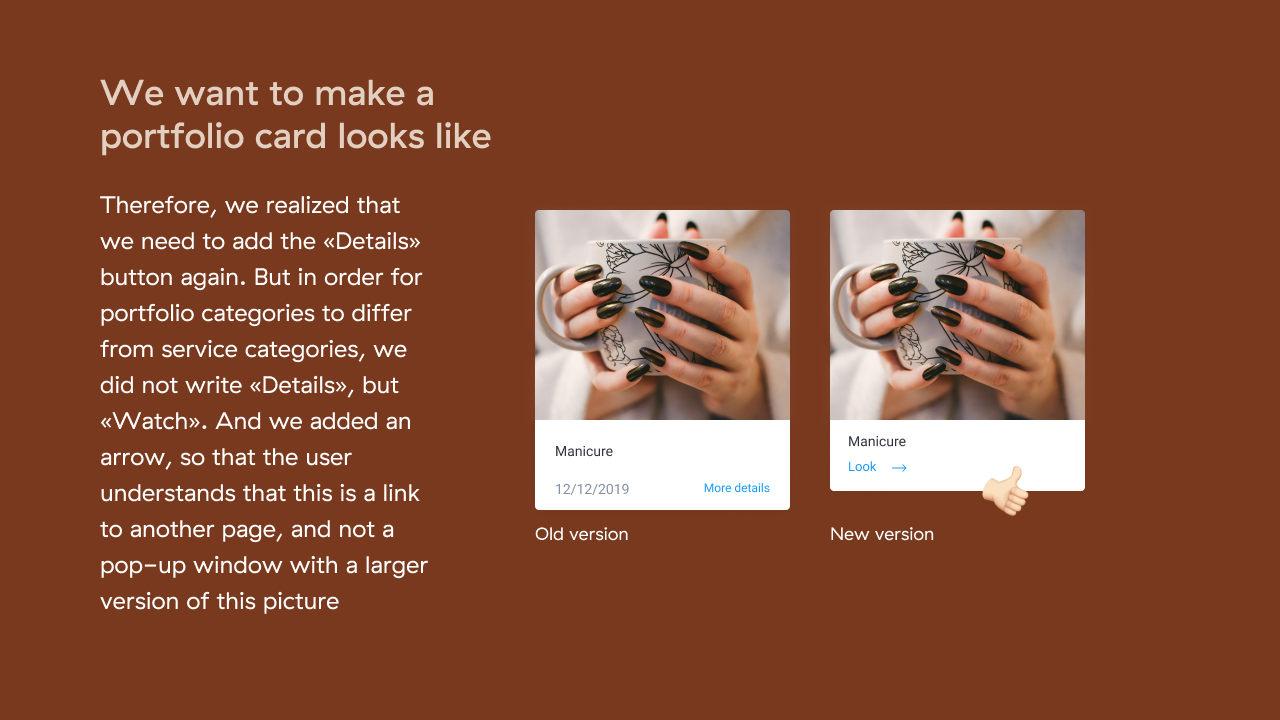 We want to make a
portfolio card looks like
Therefore, we realized that
we need to add the «Details»
button again. But in order for
portfolio categories to differ
from service categories, we
did not write «Details», but
«Watch». And we added an
arrow, so that the user
understands that this is a link
to another page, and not a
pop-up window with a larger
version of this picture
Manicure
12/12/2019 More details
Old version
Manicure
Look →
New version